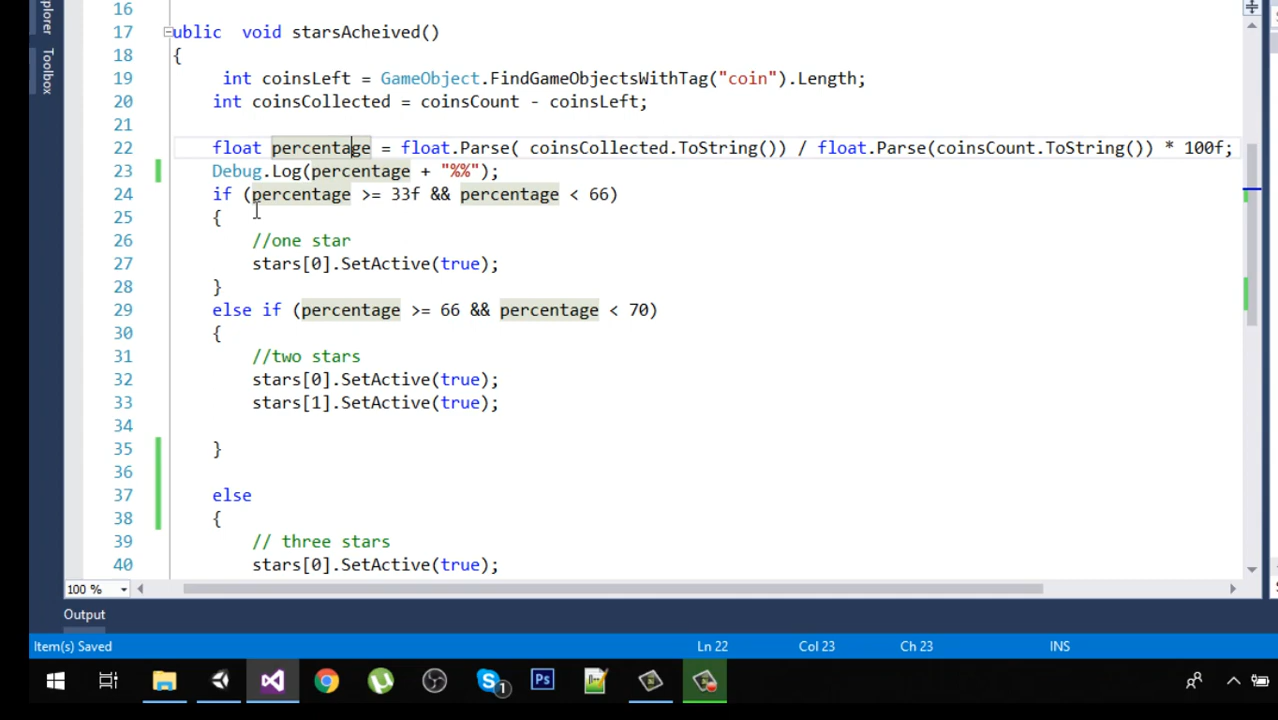 plorer
Toolbox
16
17 ublic void starsAcheived()
18 {
19 int coinsLeft = GameObject.FindGameObjectsWithTag("coin").Length;
20 int coinsCollected = coinsCount - coinsLeft;
21
22 float percentage = float.Parse( coinsCollected.ToString()) / float.Parse(coinsCount.ToString()) * 100f;
23 Debug.Log(percentage + "%%");
24 if (percentage >= 33f && percentage < 66)
25 {
26 //one star
27 stars[0].SetActive(true);
28 }
29 else if (percentage >= 66 && percentage < 70)
30 {
31 //two stars
32 stars[0].SetActive(true);
33 stars[1].SetActive(true);
34
35 }
36
37 else
38 {
39 // three stars
40 stars[0].SetActive(true);
100 %
Output
Item(s) Saved Ln 22 Col 23 Ch 23 INS
S 1 Ps